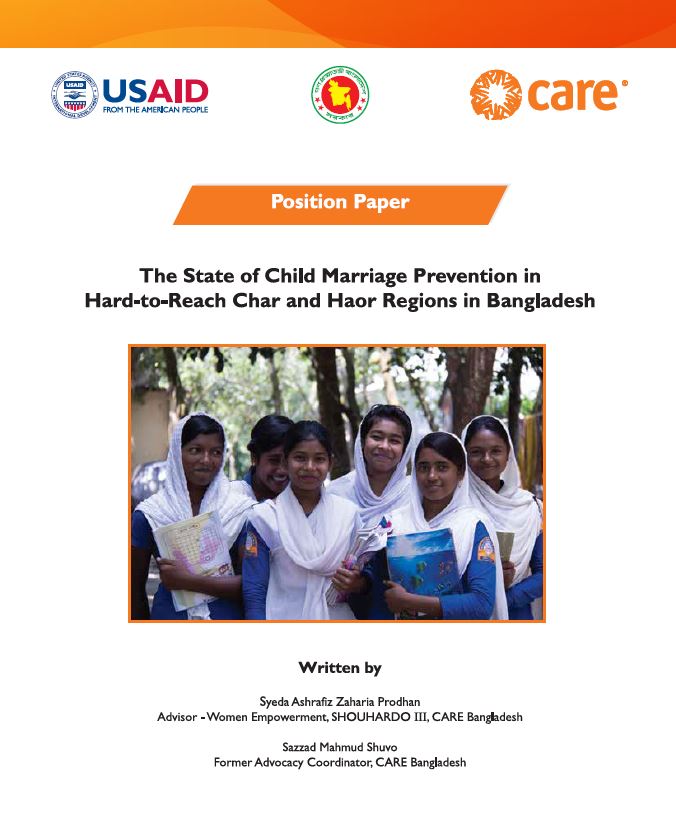 USAID
USAID
FROM THE AMERICAN PEOPLE
care®
Position Paper
The State of Child Marriage Prevention in
Hard-to-Reach Char and Haor Regions in Bangladesh
Written by
Syeda Ashrafiz Zaharia Prodhan
Advisor - Women Empowerment, SHOUHARDO III, CARE Bangladesh
Sazzad Mahmud Shuvo
Former Advocacy Coordinator, CARE Bangladesh